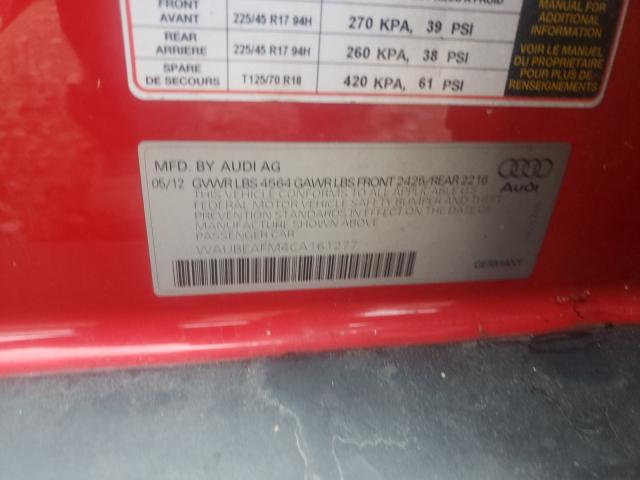 FRONT
AVANT
225/45 R17 94H
270 KPA, 39 PSI
REAR
ARRIERE
225/45 R17 94H
260 KPA, 38 PSI
SPARE
DE SECOURS
T125/70 R18
420 KPA, 61 PSI
MANUAL FOR
ADDITIONAL
INFORMATION
VOIR LE MANUEL
DU PROPRIETAIRE
POUR PLUS DE
RENSEIGNEMENTS
MFD. BY AUDI AG
05/12 GVWR LBS 4564 GAWR LBS FRONT 2425/REAR 2216
THIS VEHICLE CONFORMS TO ALL APPLICABLE U.S.
FEDERAL MOTOR VEHICLE SAFETY BUMPER AND THEFT
PREVENTION STANDARDS IN EFFECT ON THE DATE OF
MANUFACTURE SHOWN ABOVE
PASSENGER CAR
WAUBEAFM4CA161277
Audi
GERMANY